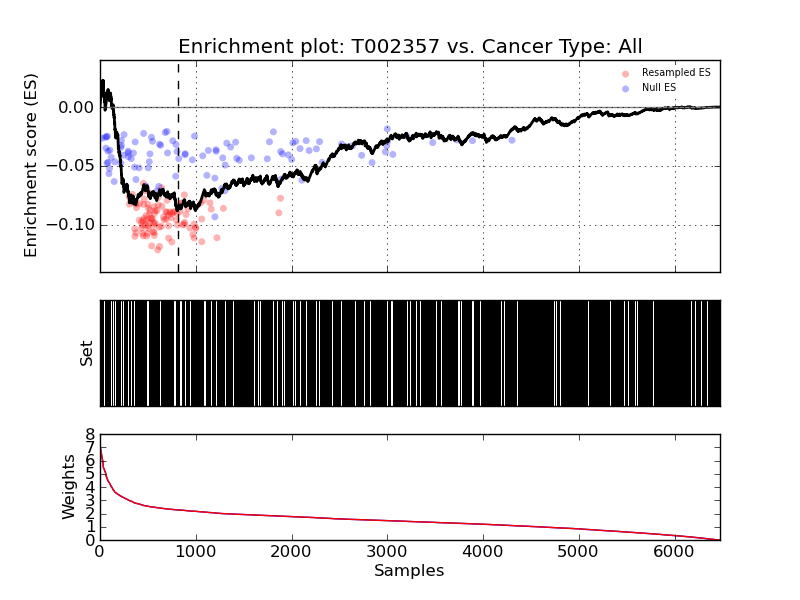 Enrichment plot: T002357 vs. Cancer Type: All
Resampled ES
Null ES
0.00
−0.05
−0.10
Enrichment score (ES)
Set
8
7
6
5
4
3
2
1
0
Weights
0 1000 2000 3000 4000 5000 6000
Samples